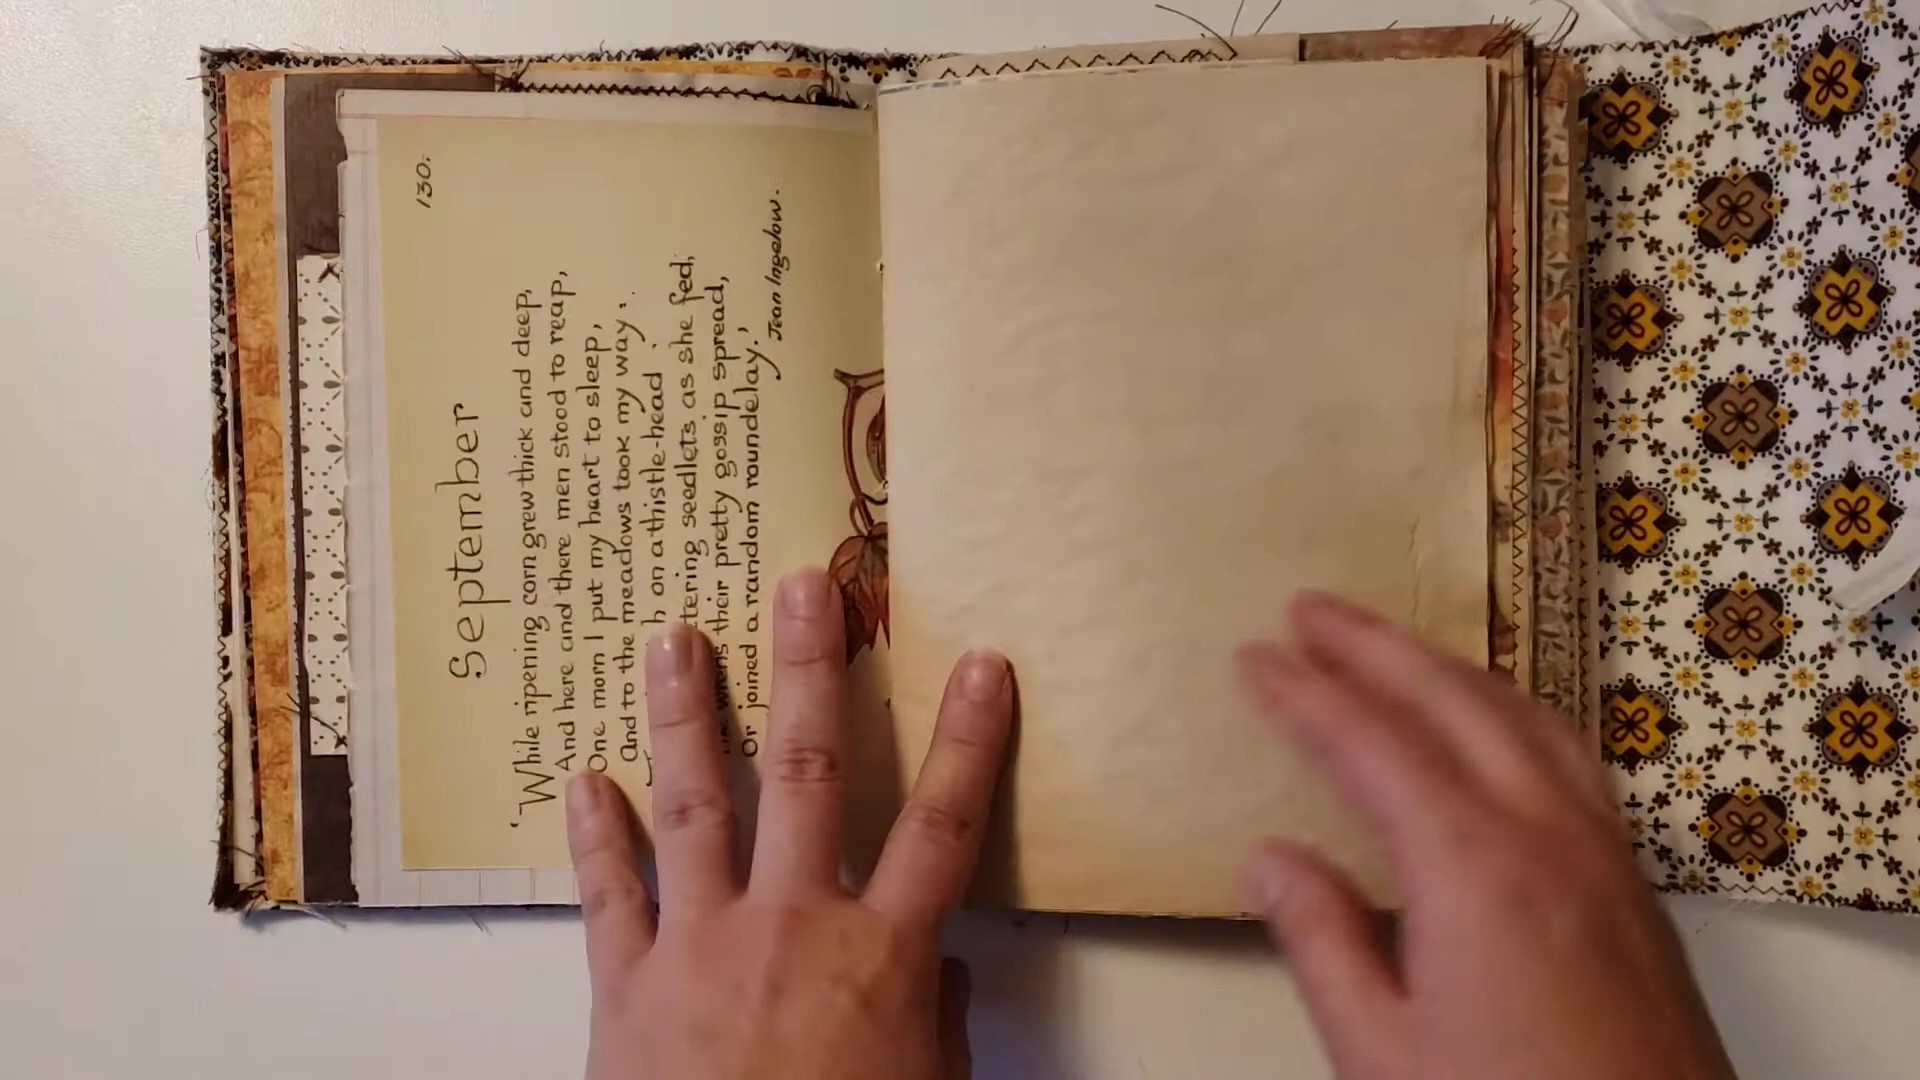 130.
September
'While ripening corn grew thick and deep,
And here and there men stood to reap,
One morn I put my heart to sleep,
And to the meadows took my way.
on a thistle-head
seedlets as she fed,
their pretty gossip spread,
Or joined a random roundelay.'
Jean Ingelow.